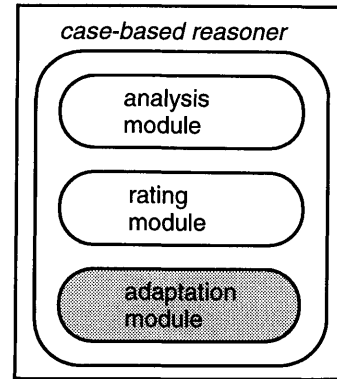 case-based reasoner
analysis
module
rating
module
adaptation
module